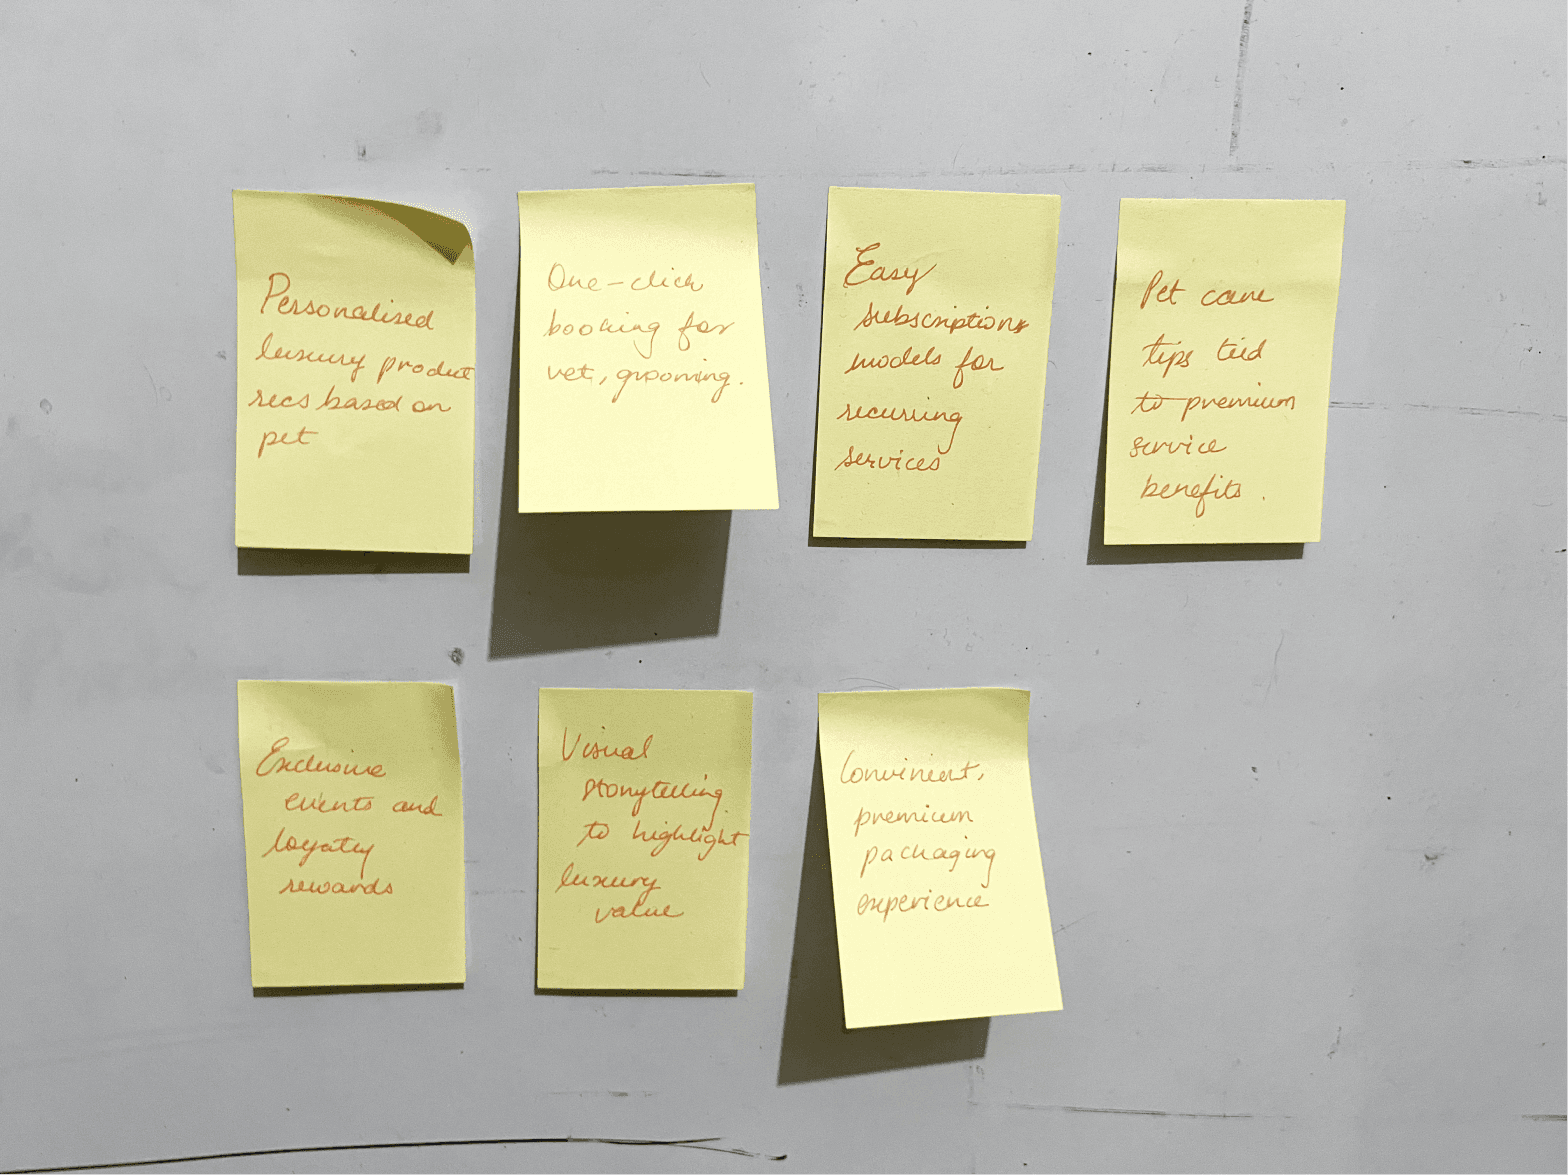 Personalised
luxury product
recs based on
pet
One-click
booking for
vet, grooming.
Easy
subscriptions
models for
recurring
services
Pet care
tips tied
to premium
service
benefits.
Exclusive
events and
loyalty
rewards
Visual
storytelling
to highlight
luxury
value
Convinient,
premium
packaging
experience